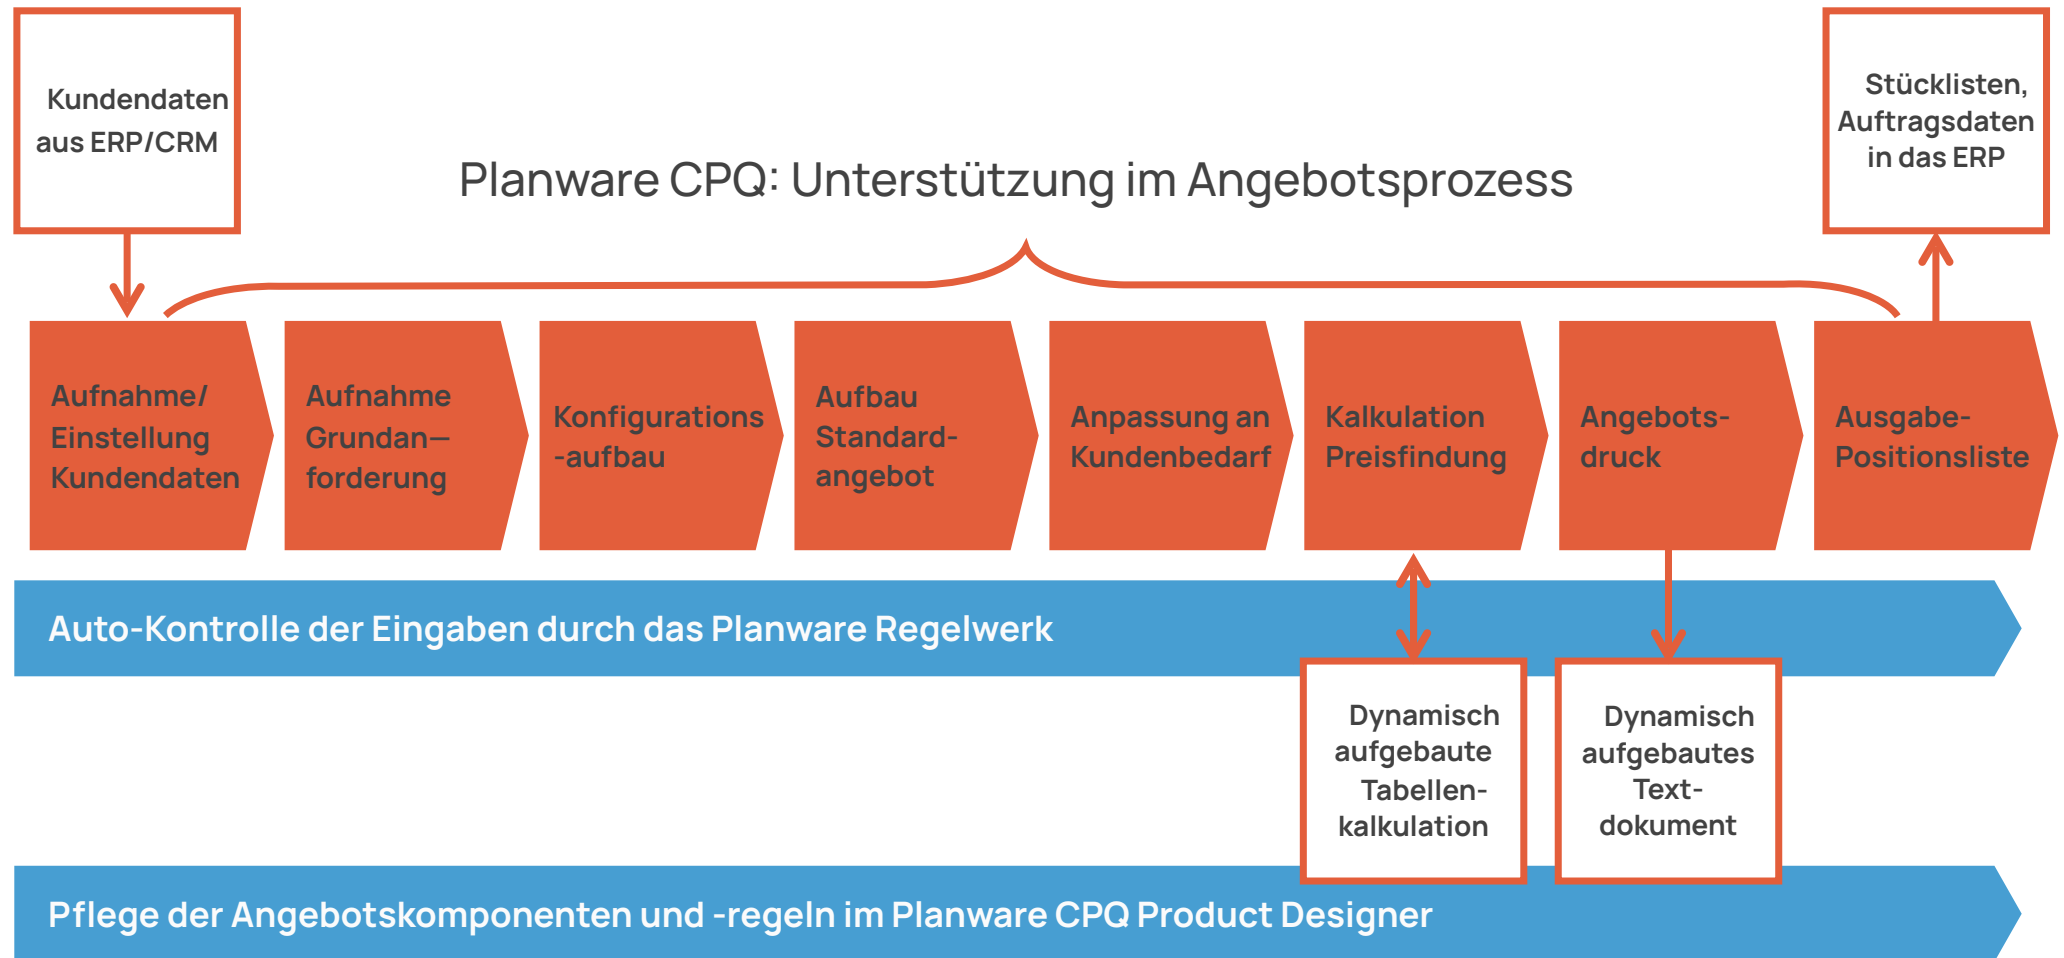 Kundendaten
aus ERP/CRM
Stücklisten,
Auftragsdaten
in das ERP
Planware CPQ: Unterstützung im Angebotsprozess
Aufnahme/
Einstellung
Kundendaten
Aufnahme
Grundan—
forderung
Konfigurations
-aufbau
Aufbau
Standard-
angebot
Anpassung an
Kundenbedarf
Kalkulation
Preisfindung
Angebots-
druck
Ausgabe-
Positionsliste
Auto-Kontrolle der Eingaben durch das Planware Regelwerk
Dynamisch
aufgebaute
Tabellen-
kalkulation
Dynamisch
aufgebautes
Text-
dokument
Pflege der Angebotskomponenten und -regeln im Planware CPQ Product Designer